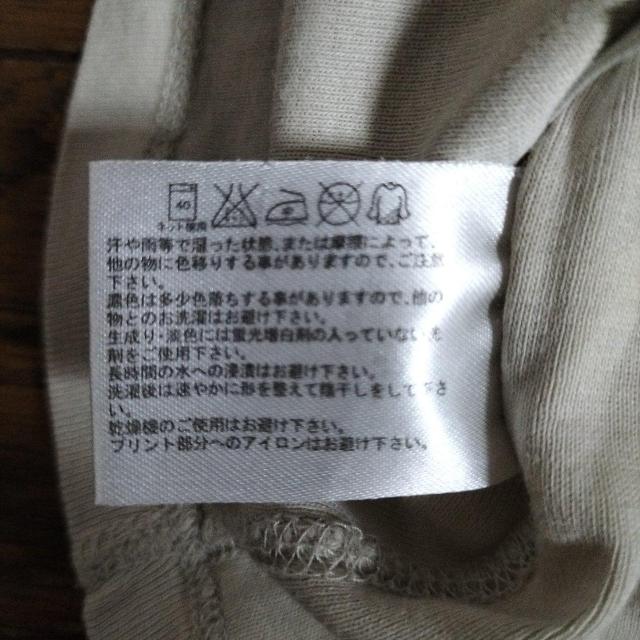 40
ネット使用
汗や雨等で湿った状態、または摩擦によって、
他の物に色移りする事がありますので、ご注意
下さい。
濃色は多少色落ちする事がありますので、他の
物とのお洗濯はお避け下さい。
生成り、淡色には蛍光増白剤の入っていない
剤をご使用下さい。
長時間の水への浸漬はお避け下さい。
洗濯後は速やかに形を整えて陰干しをして下さ
い。
乾燥機のご使用はお避け下さい。
プリント部分へのアイロンはお避け下さい。